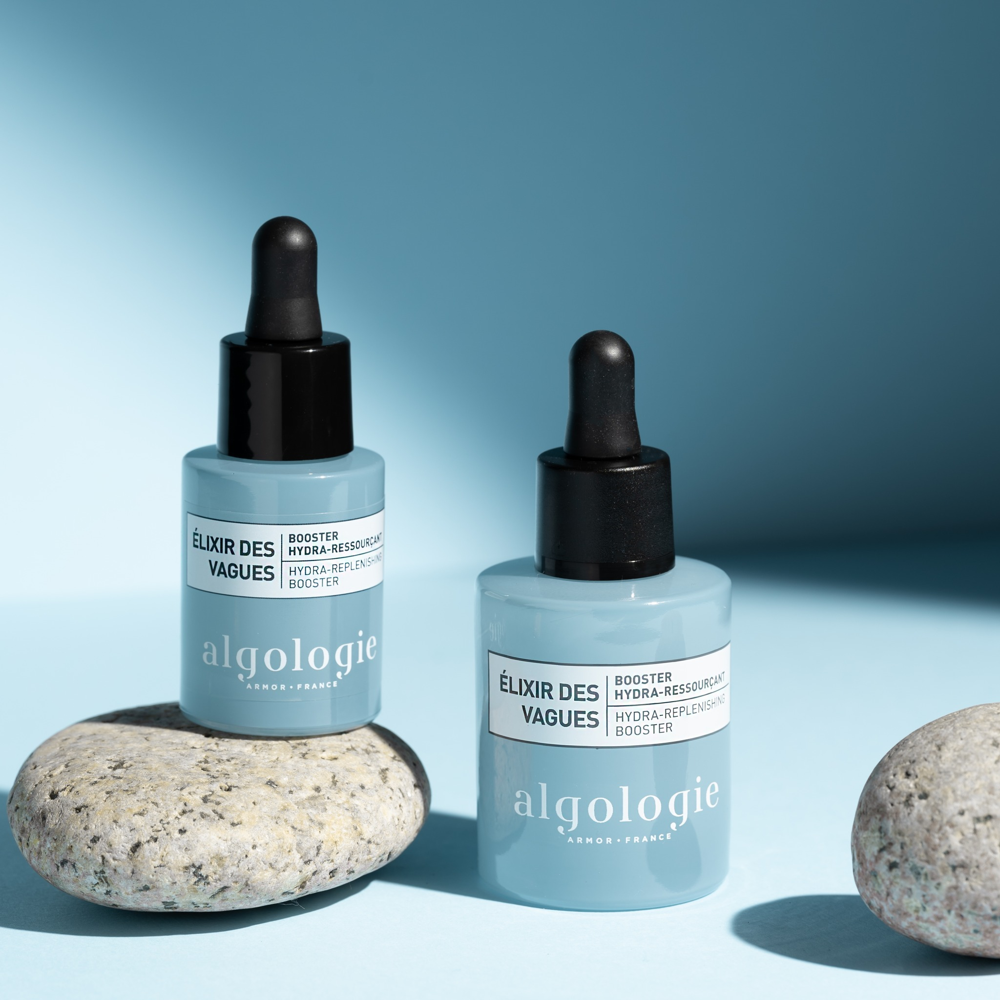 ÉLIXIR DES
VAGUES
BOOSTER
HYDRA-RESSOURÇANT
HYDRA-REPLENISHING
BOOSTER
algologie
ARMOR • FRANCE
ÉLIXIR DES
VAGUES
BOOSTER
HYDRA-RESSOURÇANT
HYDRA-REPLENISHING
BOOSTER
algologie
ARMOR • FRANCE